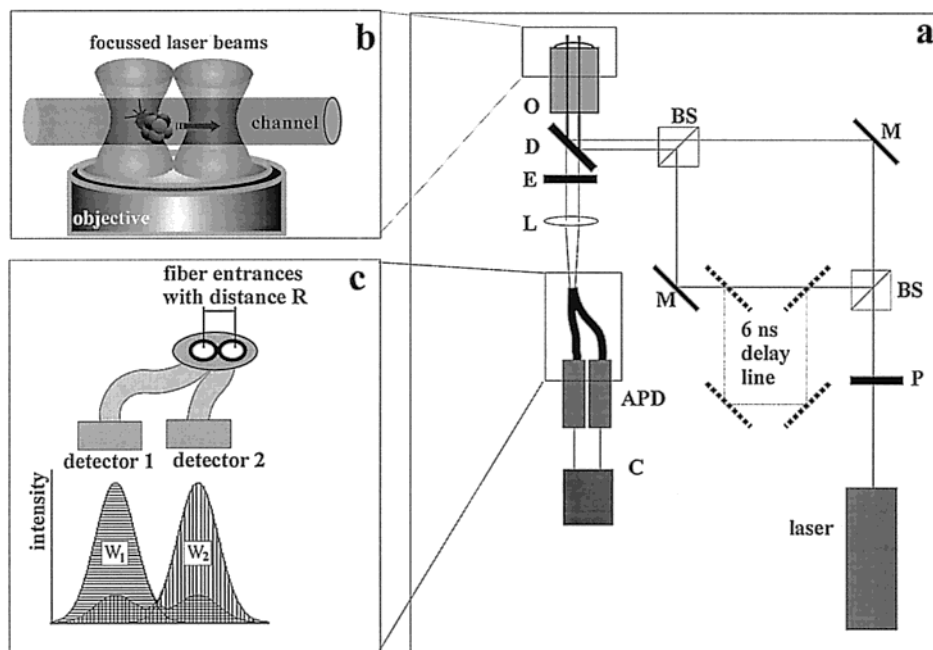 b
focussed laser beams
channel
objective
c
fiber entrances
with distance R
detector 1
detector 2
intensity
W1
W2
a
O
D
E
L
BS
M
M
BS
6 ns
delay
line
P
APD
C
laser